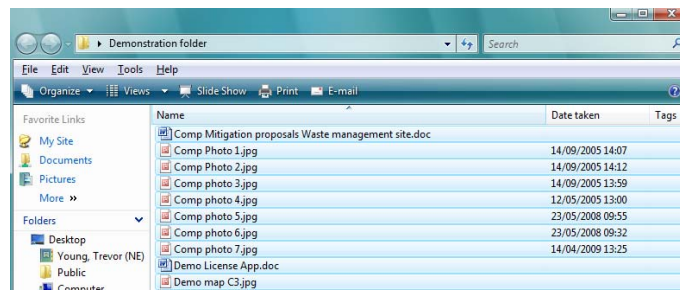 Demonstration folder
Search
File Edit View Tools Help
Organize Views Slide Show Print E-mail
Favorite Links
My Site
Documents
Pictures
More »
Folders
Desktop
Young, Trevor (NE)
Public
Computer
Name Date taken Tags
Comp Mitigation proposals Waste management site.doc
Comp Photo 1.jpg 14/09/2005 14:07
Comp Photo 2.jpg 14/09/2005 14:12
Comp photo 3.jpg 14/09/2005 13:59
Comp photo 4.jpg 12/05/2005 13:00
Comp photo 5.jpg 23/05/2008 09:55
Comp photo 6.jpg 23/05/2008 09:32
Comp photo 7.jpg 14/04/2009 13:25
Demo License App.doc
Demo map C3.jpg